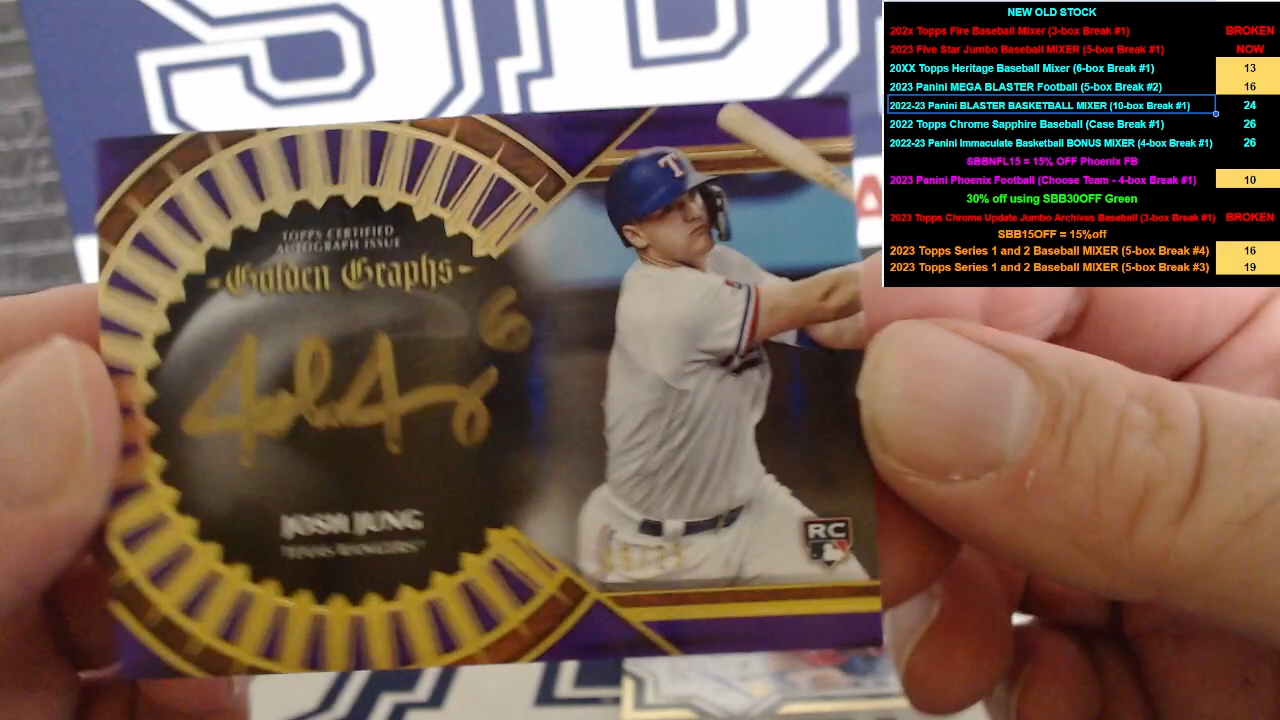 NEW OLD STOCK
202x Topps Fire Baseball Mixer (3-box Break #1) BROKEN
2023 Five Star Jumbo Baseball MIXER (5-box Break #1) NOW
20XX Topps Heritage Baseball Mixer (6-box Break #1) 13
2023 Panini MEGA BLASTER Football (5-box Break #2) 16
2022-23 Panini BLASTER BASKETBALL MIXER (10-box Break #1) 24
2022 Topps Chrome Sapphire Baseball (Case Break #1) 26
2022-23 Panini Immaculate Basketball BONUS MIXER (4-box Break #1) 26
SBBNFL15 = 15% OFF Phoenix FB
2023 Panini Phoenix Football (Choose Team - 4-box Break #1) 10
30% off using SBB30OFF Green
2023 Topps Chrome Update Jumbo Archives Baseball (3-box Break #1) BROKEN
SBB15OFF = 15%off
2023 Topps Series 1 and 2 Baseball MIXER (5-box Break #4) 16
2023 Topps Series 1 and 2 Baseball MIXER (5-box Break #3) 19
TOPPS CERTIFIED
AUTOGRAPH ISSUE
-Golden Graphs-
Josh Jung 6
JOSH JUNG
TEXAS RANGERS
T
RC